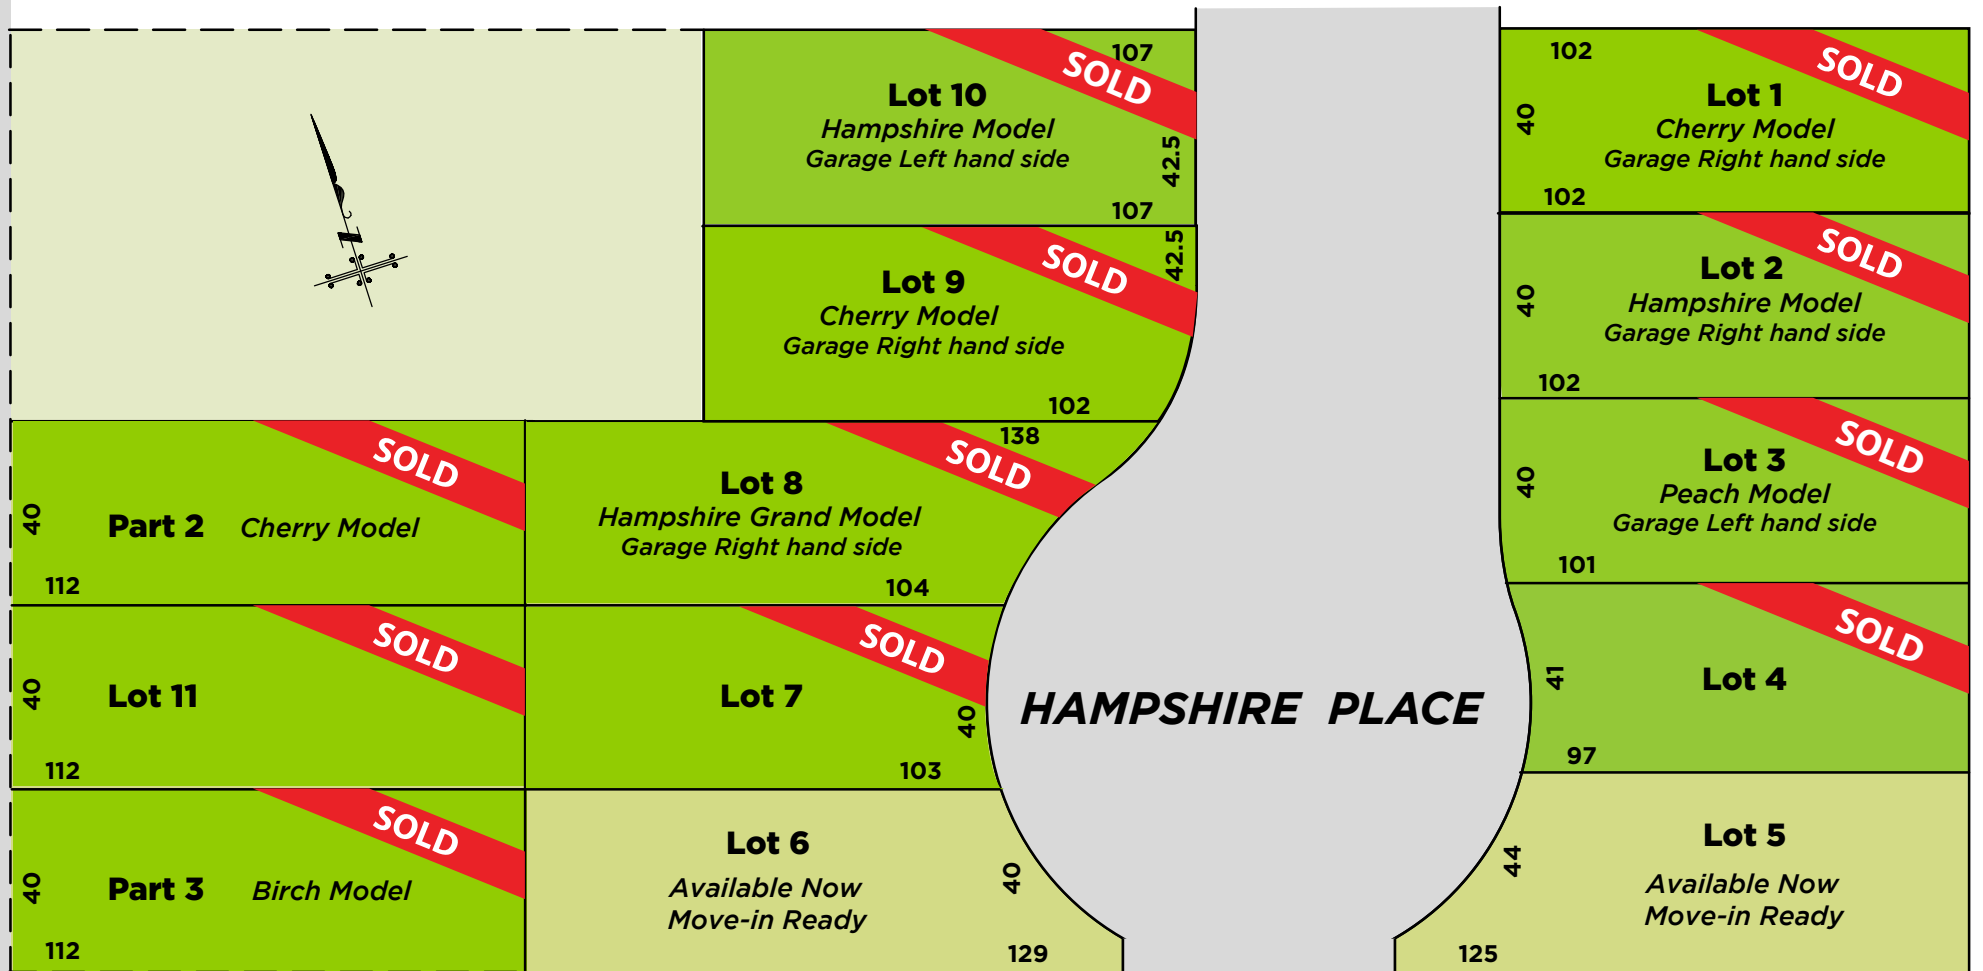 107
SOLD
Lot 10
Hampshire Model
Garage Left hand side
42.5
107
102
SOLD
Lot 1
40
Cherry Model
Garage Right hand side
102
42.5
SOLD
Lot 9
Cherry Model
Garage Right hand side
102
SOLD
Lot 2
40
Hampshire Model
Garage Right hand side
102
N
SOLD
40
Part 2 Cherry Model
112
138
SOLD
Lot 8
Hampshire Grand Model
Garage Right hand side
104
SOLD
Lot 3
40
Peach Model
Garage Left hand side
101
SOLD
40
Lot 11
112
SOLD
Lot 7
40
103
HAMPSHIRE PLACE
SOLD
41
Lot 4
97
SOLD
40
Part 3 Birch Model
112
Lot 6
40
Available Now
Move-in Ready
129
Lot 5
44
Available Now
Move-in Ready
125